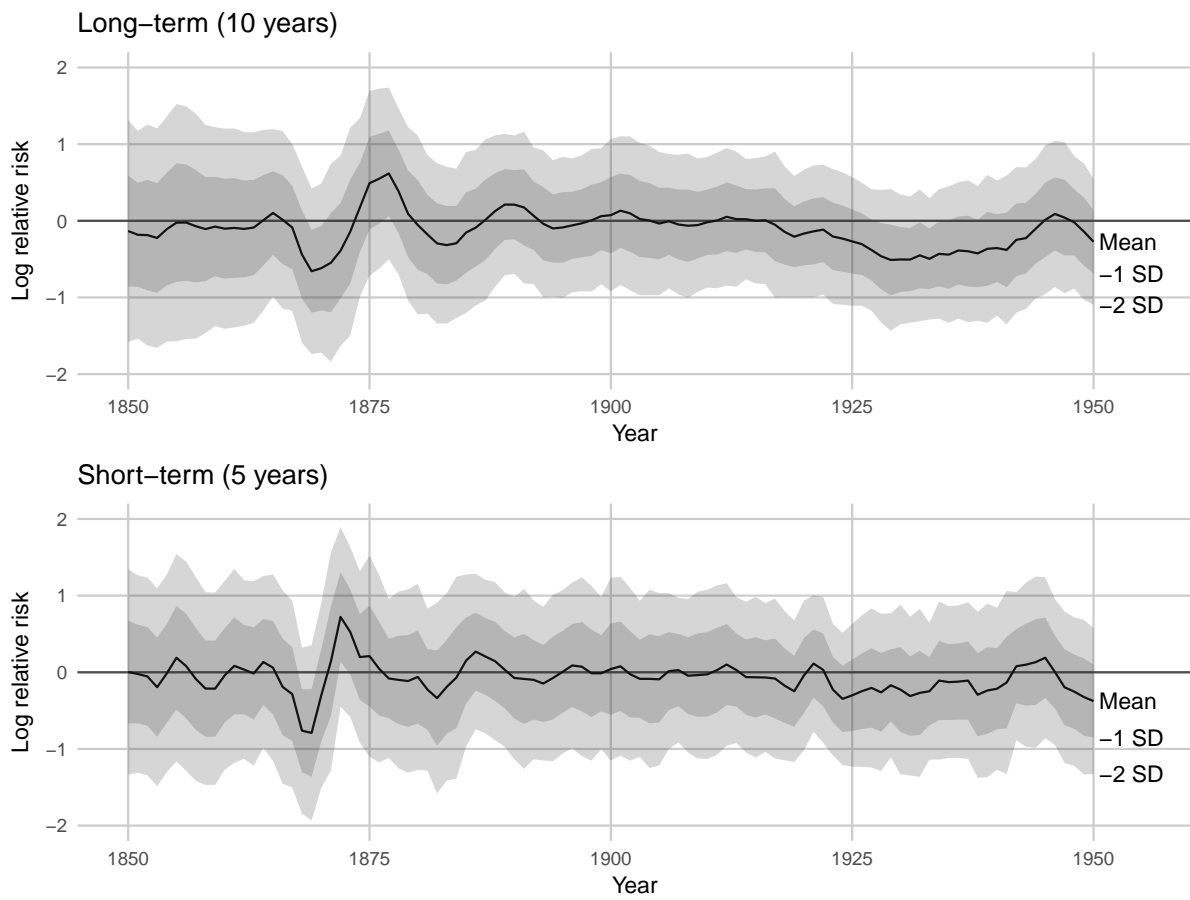 Long−term (10 years)
2
1
0
−1
−2
Log relative risk
Mean
−1 SD
−2 SD
1850 1875 1900 1925 1950
Year
Short−term (5 years)
2
1
0
−1
−2
Log relative risk
Mean
−1 SD
−2 SD
1850 1875 1900 1925 1950
Year